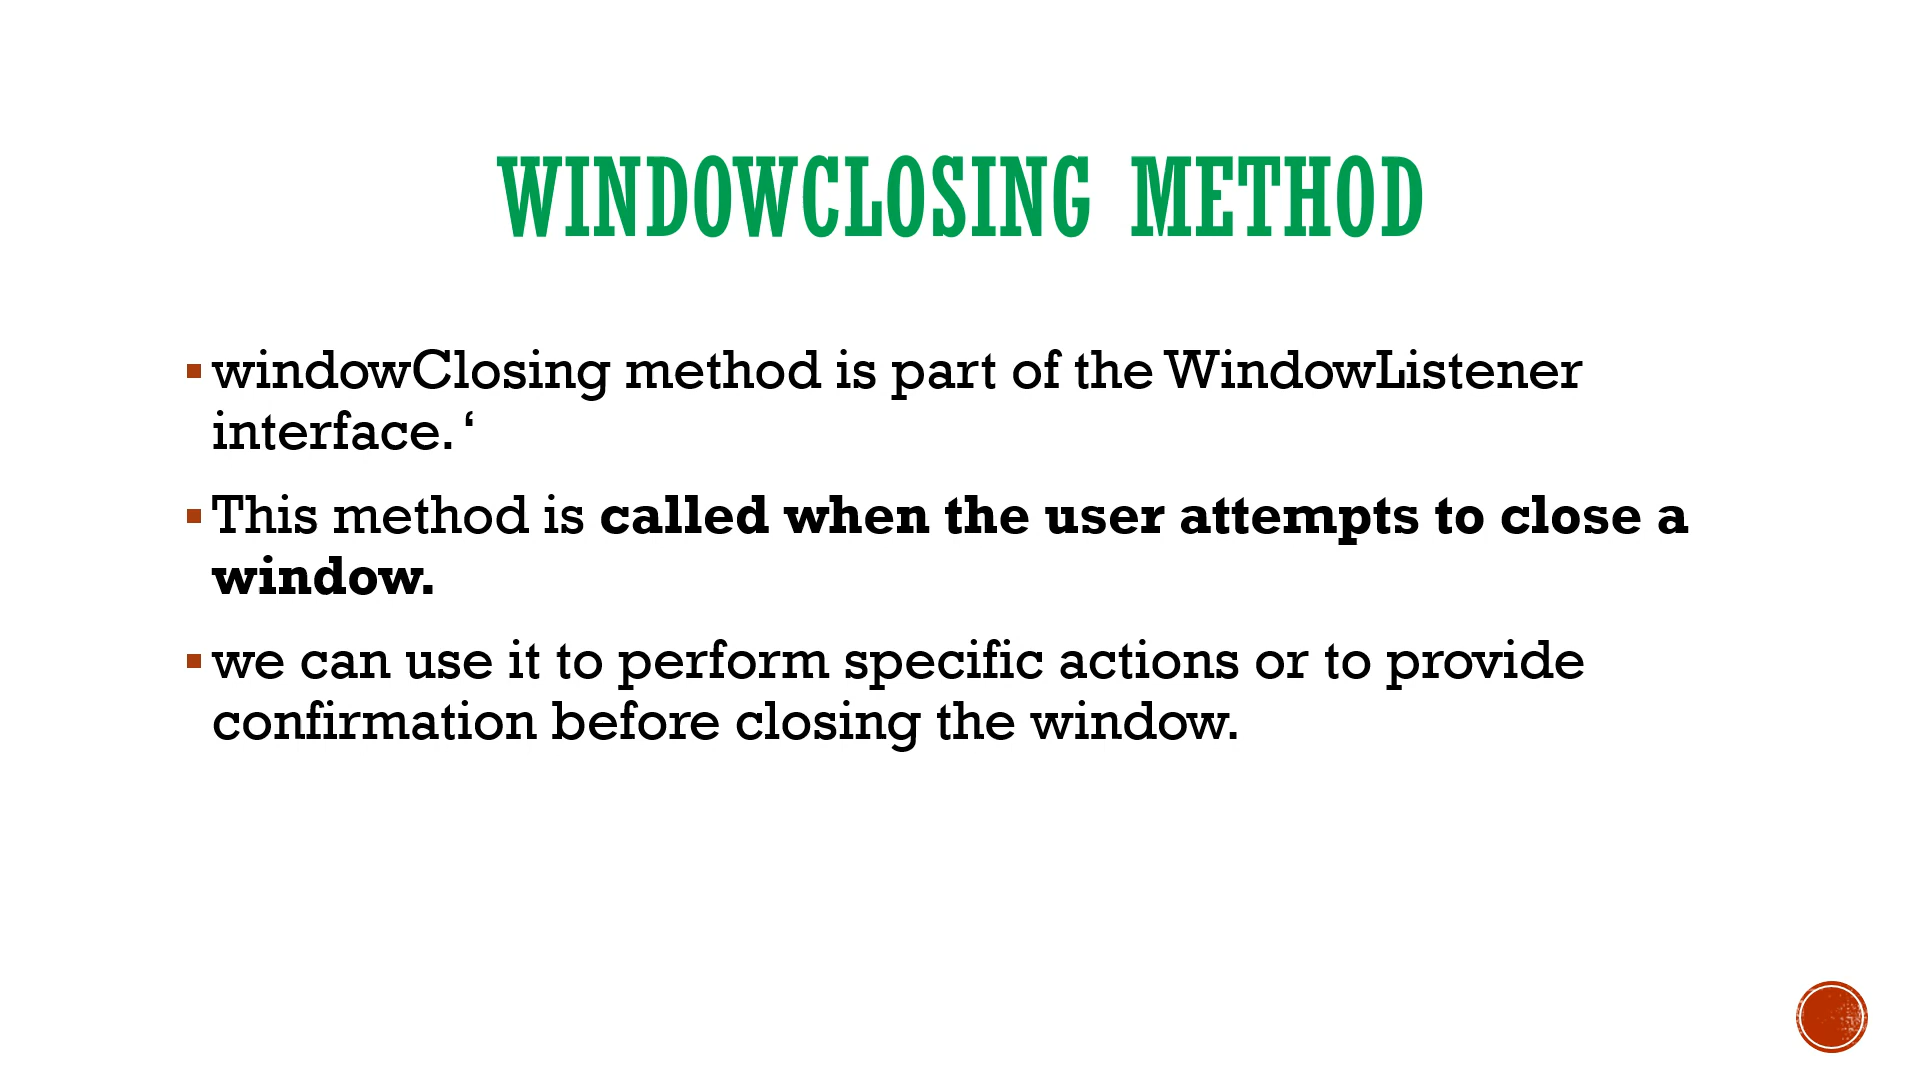 WINDOWCLOSING METHOD
▪ windowClosing method is part of the WindowListener
interface. ‘
▪ This method is called when the user attempts to close a
window.
▪ we can use it to perform specific actions or to provide
confirmation before closing the window.